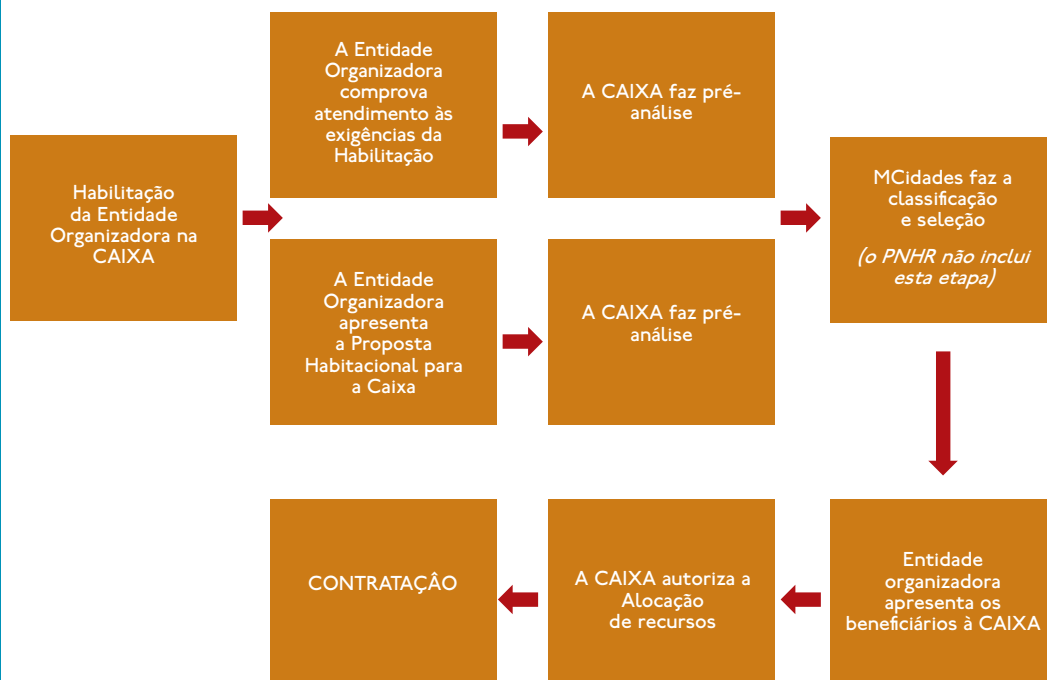 Habilitação
da Entidade
Organizadora na
CAIXA
A Entidade
Organizadora
comprova
atendimento às
exigências da
Habilitação
A CAIXA faz pré-
análise
A Entidade
Organizadora
apresenta
a Proposta
Habitacional para
a Caixa
A CAIXA faz pré-
análise
MCidades faz a
classificação
e seleção
(o PNHR não inclui
esta etapa)
Entidade
organizadora
apresenta os
beneficiários à CAIXA
A CAIXA autoriza a
Alocação
de recursos
CONTRATAÇÂO